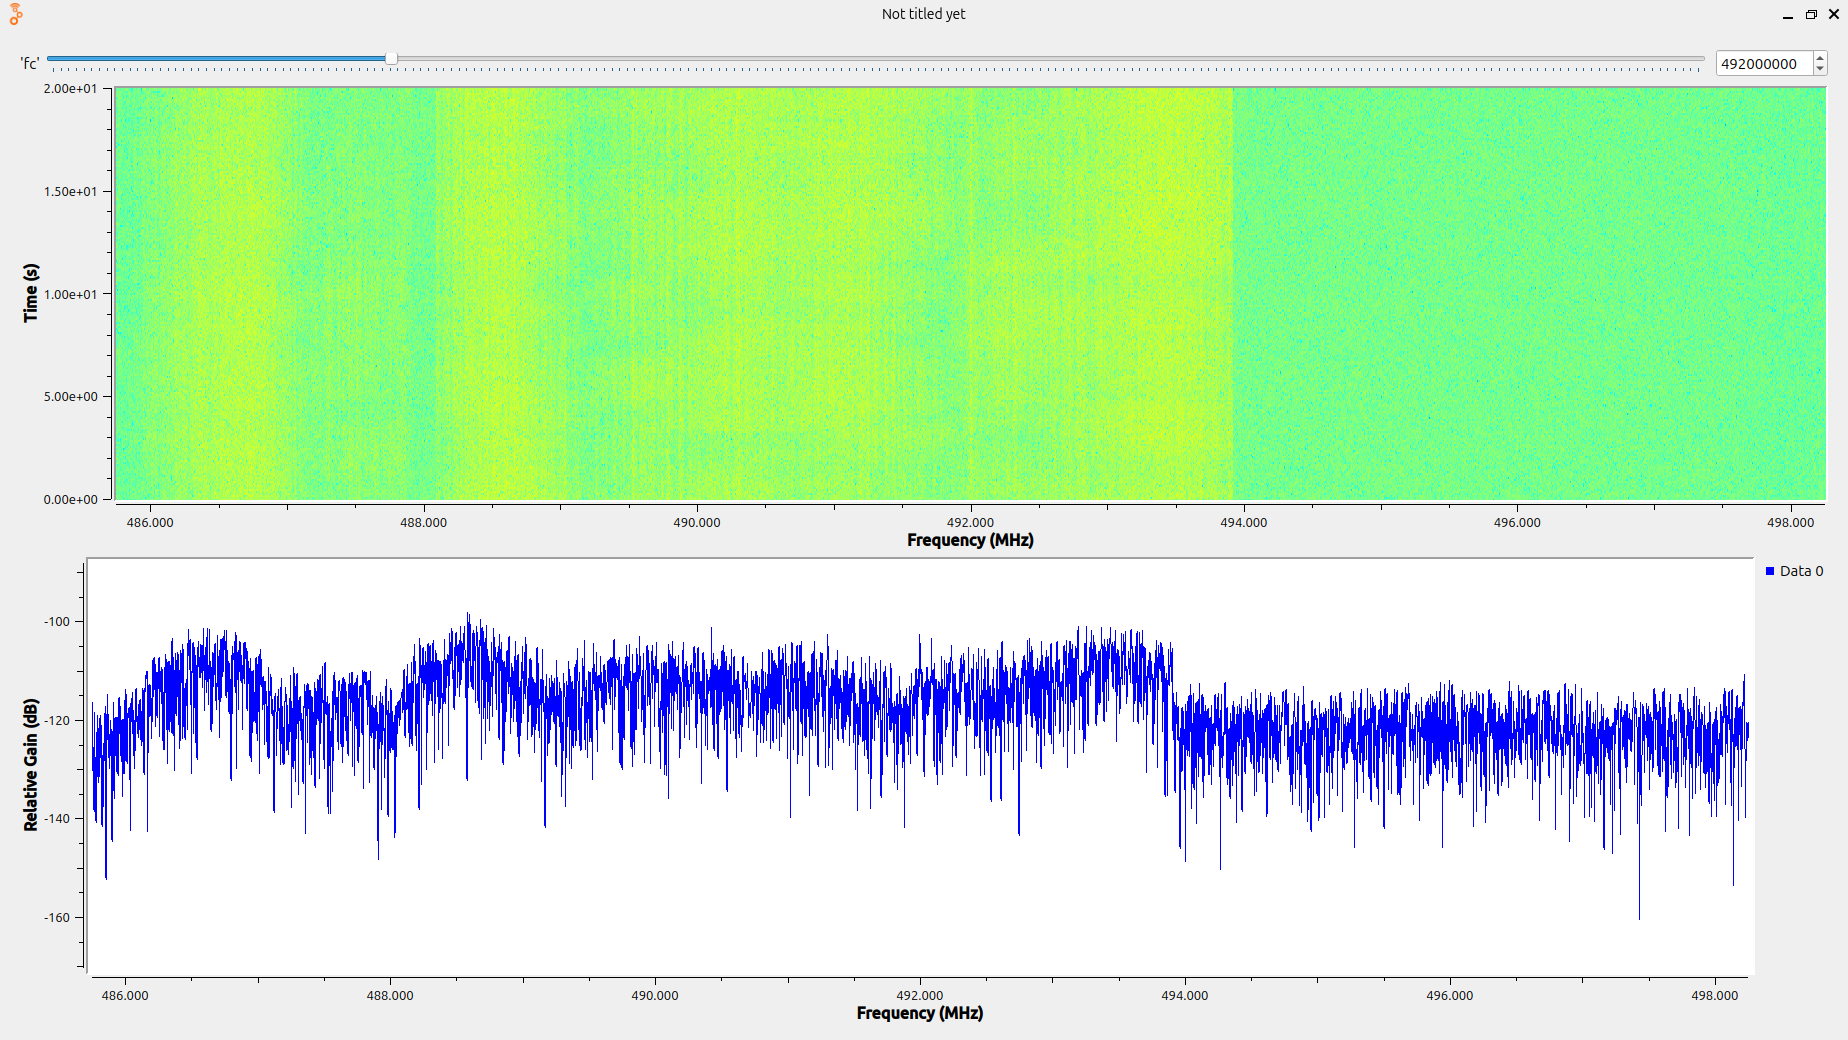 Not titled yet
'fc' 492000000
2.00e+01
1.50e+01
1.00e+01
5.00e+00
0.00e+00
Time (s)
486.000 488.000 490.000 492.000 494.000 496.000 498.000
Frequency (MHz)
Data 0
-100
-120
-140
-160
Relative Gain (dB)
486.000 488.000 490.000 492.000 494.000 496.000 498.000
Frequency (MHz)